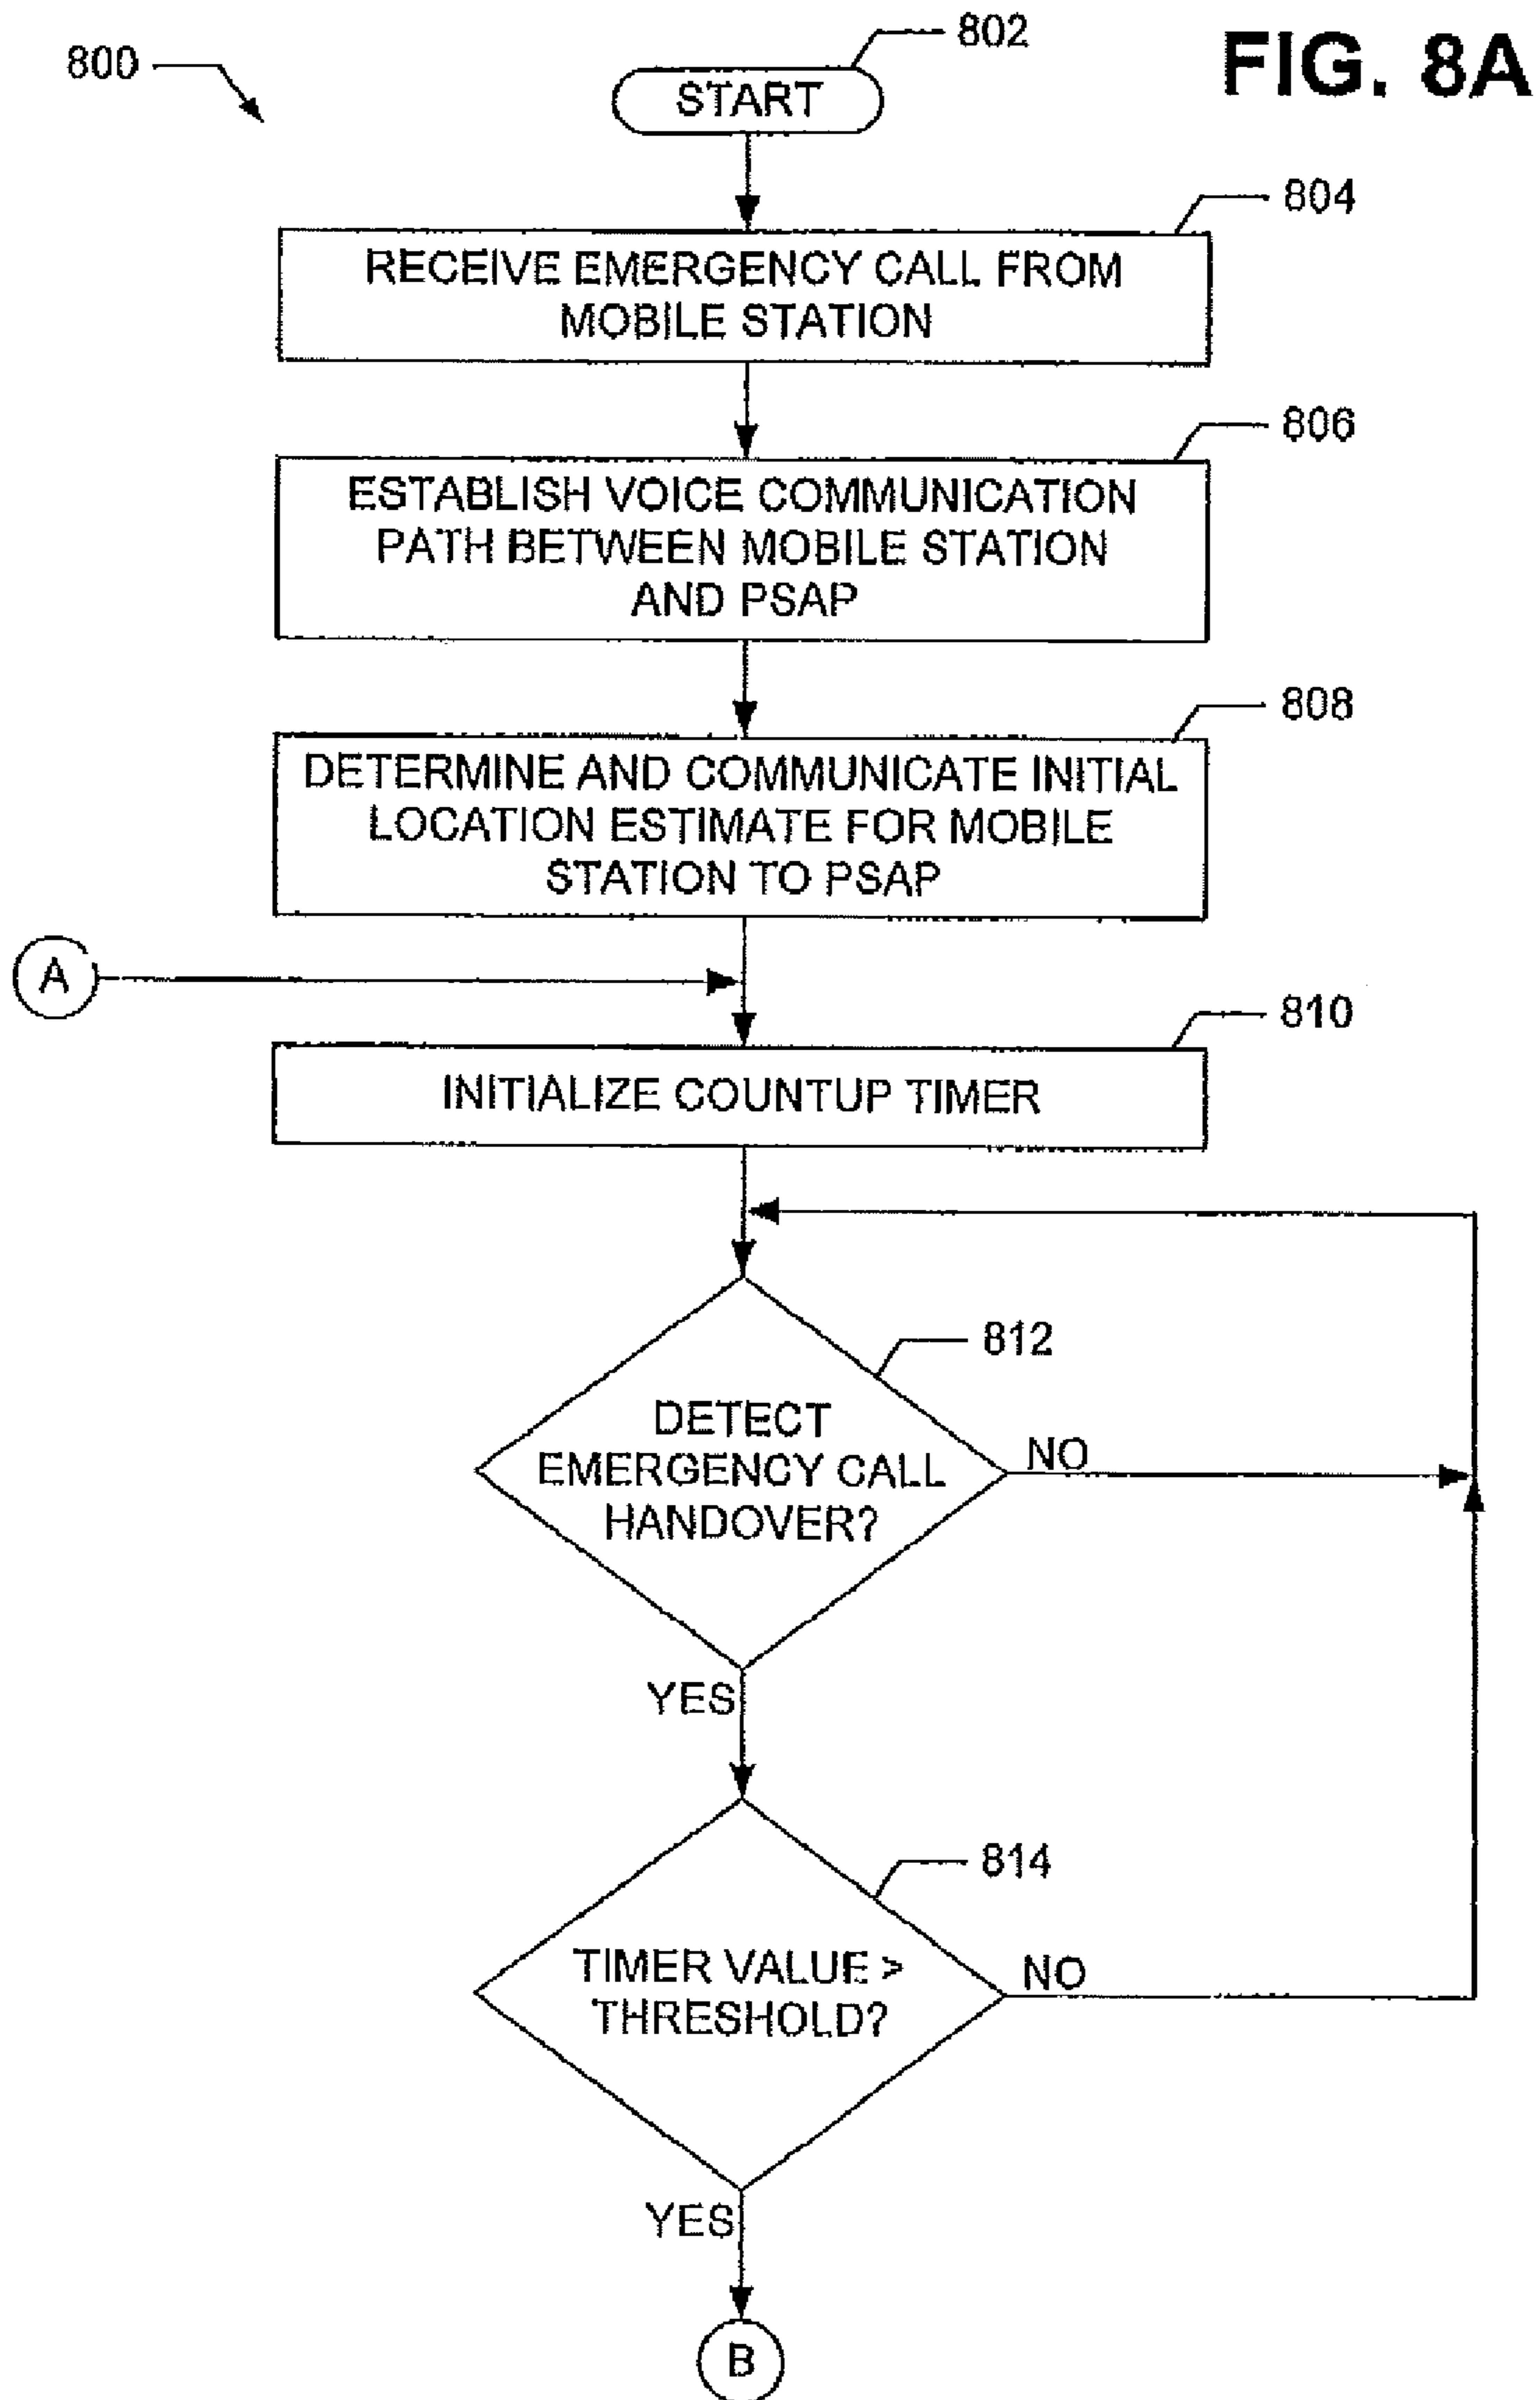 FIG. 8A
800
802
START
804
RECEIVE EMERGENCY CALL FROM
MOBILE STATION
806
ESTABLISH VOICE COMMUNICATION
PATH BETWEEN MOBILE STATION
AND PSAP
808
DETERMINE AND COMMUNICATE INITIAL
LOCATION ESTIMATE FOR MOBILE
STATION TO PSAP
A
810
INITIALIZE COUNTUP TIMER
812
DETECT
EMERGENCY CALL
HANDOVER?
NO
YES
814
TIMER VALUE >
THRESHOLD?
NO
YES
B